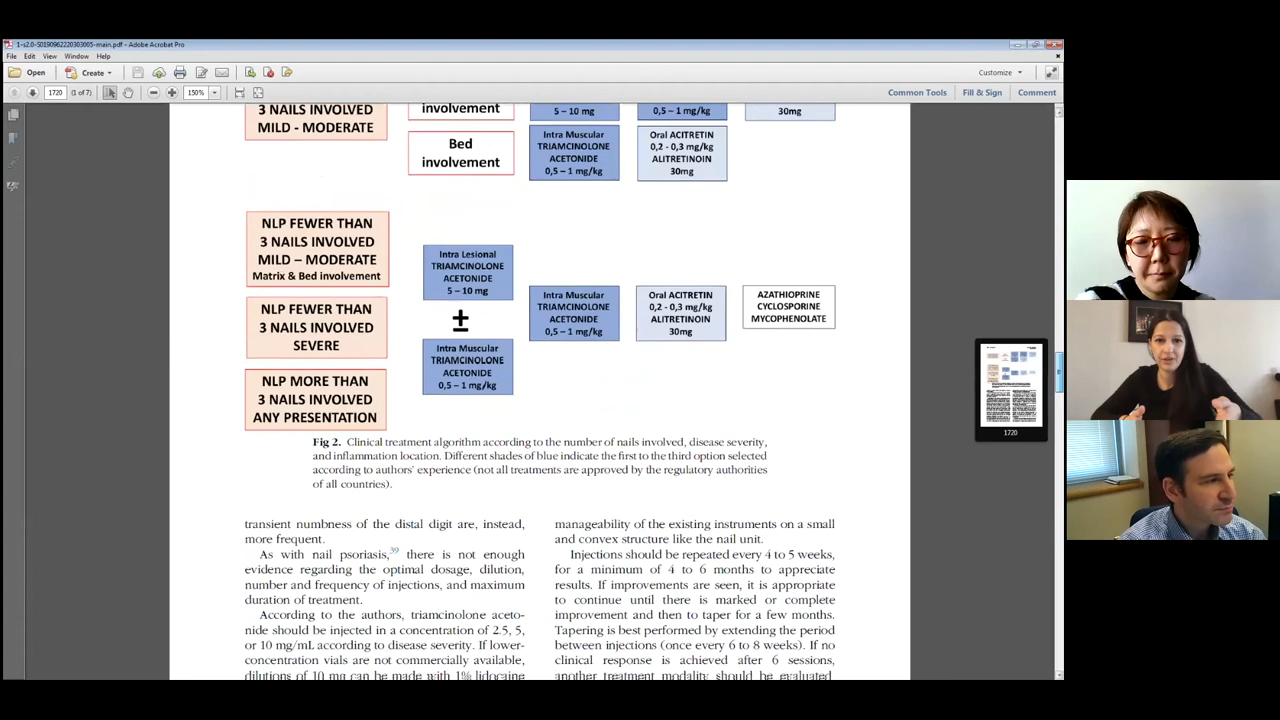 1-s2.0-S0190962220303005-main.pdf - Adobe Acrobat Pro
File Edit View Window Help
Open Create Customize
1720 (1 of 7) 150% Common Tools Fill & Sign Comment
3 NAILS INVOLVED
MILD - MODERATE
involvement
5 – 10 mg
0,5 – 1 mg/kg
30mg
Bed
involvement
Intra Muscular
TRIAMCINOLONE
ACETONIDE
0,5 – 1 mg/kg
Oral ACITRETIN
0,2 - 0,3 mg/kg
ALITRETINOIN
30mg
NLP FEWER THAN
3 NAILS INVOLVED
MILD – MODERATE
Matrix & Bed involvement
NLP FEWER THAN
3 NAILS INVOLVED
SEVERE
NLP MORE THAN
3 NAILS INVOLVED
ANY PRESENTATION
Intra Lesional
TRIAMCINOLONE
ACETONIDE
5 – 10 mg
±
Intra Muscular
TRIAMCINOLONE
ACETONIDE
0,5 – 1 mg/kg
Intra Muscular
TRIAMCINOLONE
ACETONIDE
0,5 – 1 mg/kg
Oral ACITRETIN
0,2 - 0,3 mg/kg
ALITRETINOIN
30mg
AZATHIOPRINE
CYCLOSPORINE
MYCOPHENOLATE
1720
Fig 2. Clinical treatment algorithm according to the number of nails involved, disease severity,
and inflammation location. Different shades of blue indicate the first to the third option selected
according to authors' experience (not all treatments are approved by the regulatory authorities
of all countries).
transient numbness of the distal digit are, instead,
more frequent.
As with nail psoriasis,39 there is not enough
evidence regarding the optimal dosage, dilution,
number and frequency of injections, and maximum
duration of treatment.
According to the authors, triamcinolone aceto-
nide should be injected in a concentration of 2.5, 5,
or 10 mg/mL according to disease severity. If lower-
concentration vials are not commercially available,
dilutions of 10 mg can be made with 1% lidocaine
manageability of the existing instruments on a small
and convex structure like the nail unit.
Injections should be repeated every 4 to 5 weeks,
for a minimum of 4 to 6 months to appreciate
results. If improvements are seen, it is appropriate
to continue until there is marked or complete
improvement and then to taper for a few months.
Tapering is best performed by extending the period
between injections (once every 6 to 8 weeks). If no
clinical response is achieved after 6 sessions,
another treatment modality should be evaluated.